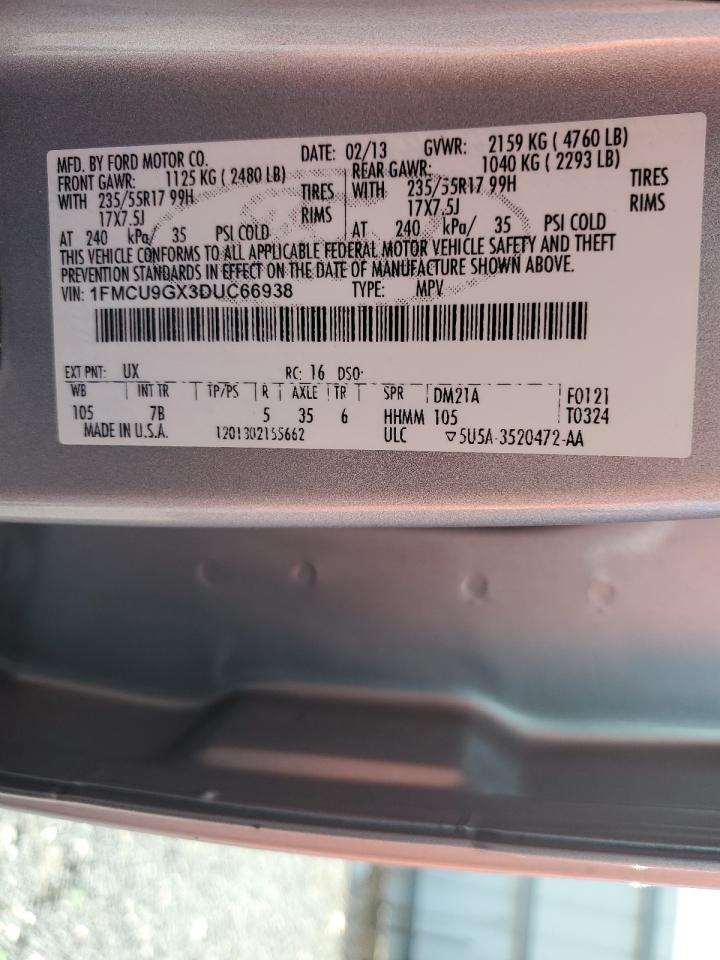 MFD. BY FORD MOTOR CO. DATE: 02/13 GVWR: 2159 KG ( 4760 LB)
FRONT GAWR: 1125 KG ( 2480 LB) REAR GAWR: 1040 KG ( 2293 LB)
WITH 235/55R17 99H TIRES WITH 235/55R17 99H TIRES
17X7.5J RIMS 17X7.5J RIMS
AT 240 kPa/ 35 PSI COLD AT 240 kPa/ 35 PSI COLD
THIS VEHICLE CONFORMS TO ALL APPLICABLE FEDERAL MOTOR VEHICLE SAFETY AND THEFT
PREVENTION STANDARDS IN EFFECT ON THE DATE OF MANUFACTURE SHOWN ABOVE.
VIN: 1FMCU9GX3DUC66938 TYPE: MPV
EXT PNT: UX RC: 16 DSO:
WB INT TR TP/PS R AXLE TR SPR DM21A F0121
105 7B 5 35 6 HHMM 105 T0324
MADE IN U.S.A. 1201302155662 ULC ▽5U5A-3520472-AA